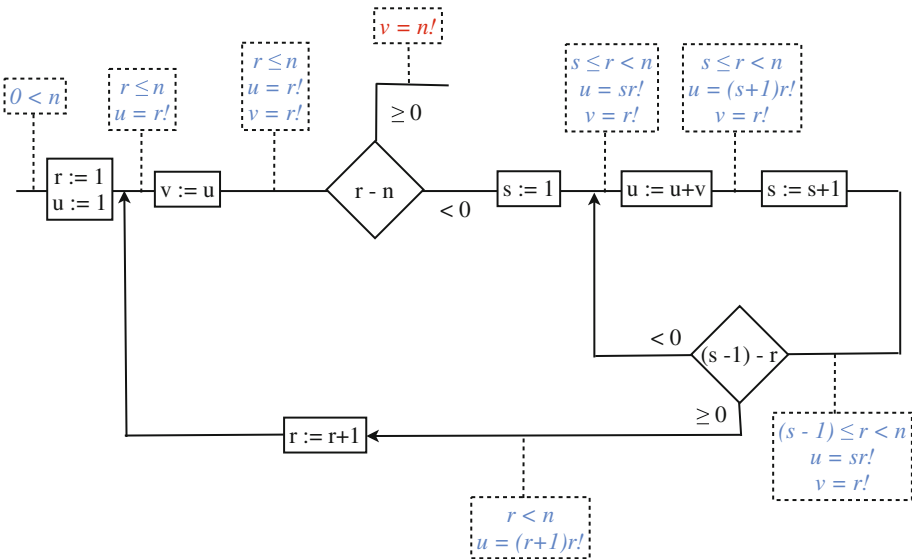 v = n!
0 < n
r ≤ n
u = r!
r ≤ n
u = r!
v = r!
s ≤ r < n
u = sr!
v = r!
s ≤ r < n
u = (s+1)r!
v = r!
≥ 0
r := 1
u := 1
v := u
r - n
< 0
s := 1
u := u+v
s := s+1
< 0
(s -1) - r
≥ 0
r := r+1
(s - 1) ≤ r < n
u = sr!
v = r!
r < n
u = (r+1)r!